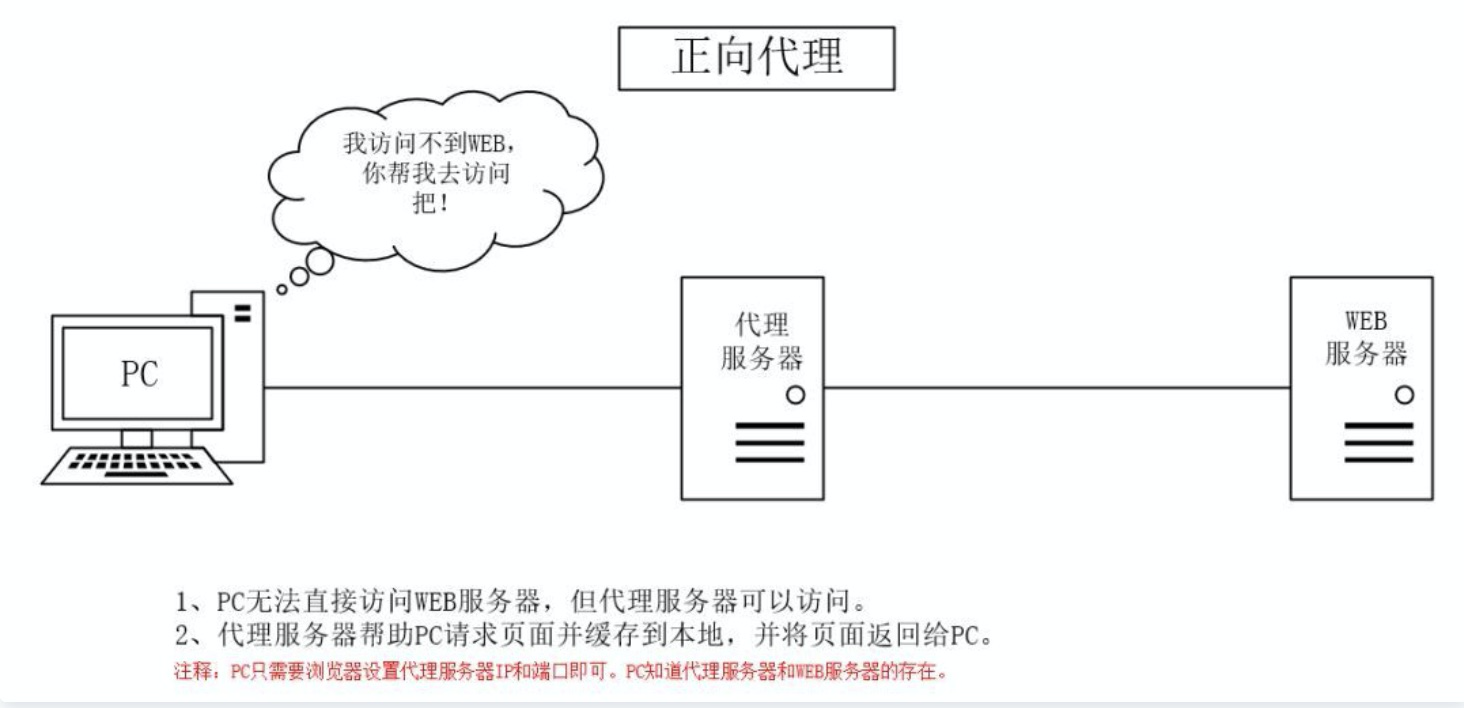 正向代理
我访问不到WEB，
你帮我去访问
把！
PC
代理
服务器
WEB
服务器
1、PC无法直接访问WEB服务器，但代理服务器可以访问。
2、代理服务器帮助PC请求页面并缓存到本地，并将页面返回给PC。
注释：PC只需要浏览器设置代理服务器IP和端口即可。PC知道代理服务器和WEB服务器的存在。